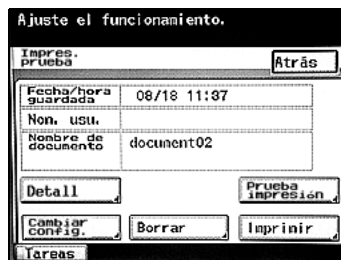 Ajuste el funcionamiento.
Impres.
prueba
Atrás
Fecha/hora
guardada
08/18 11:37
Non. usu.
Nombre de
documento
document02
Detall
Prueba
impresión
Cambiar
config.
Borrar
Imprimir
Tareas